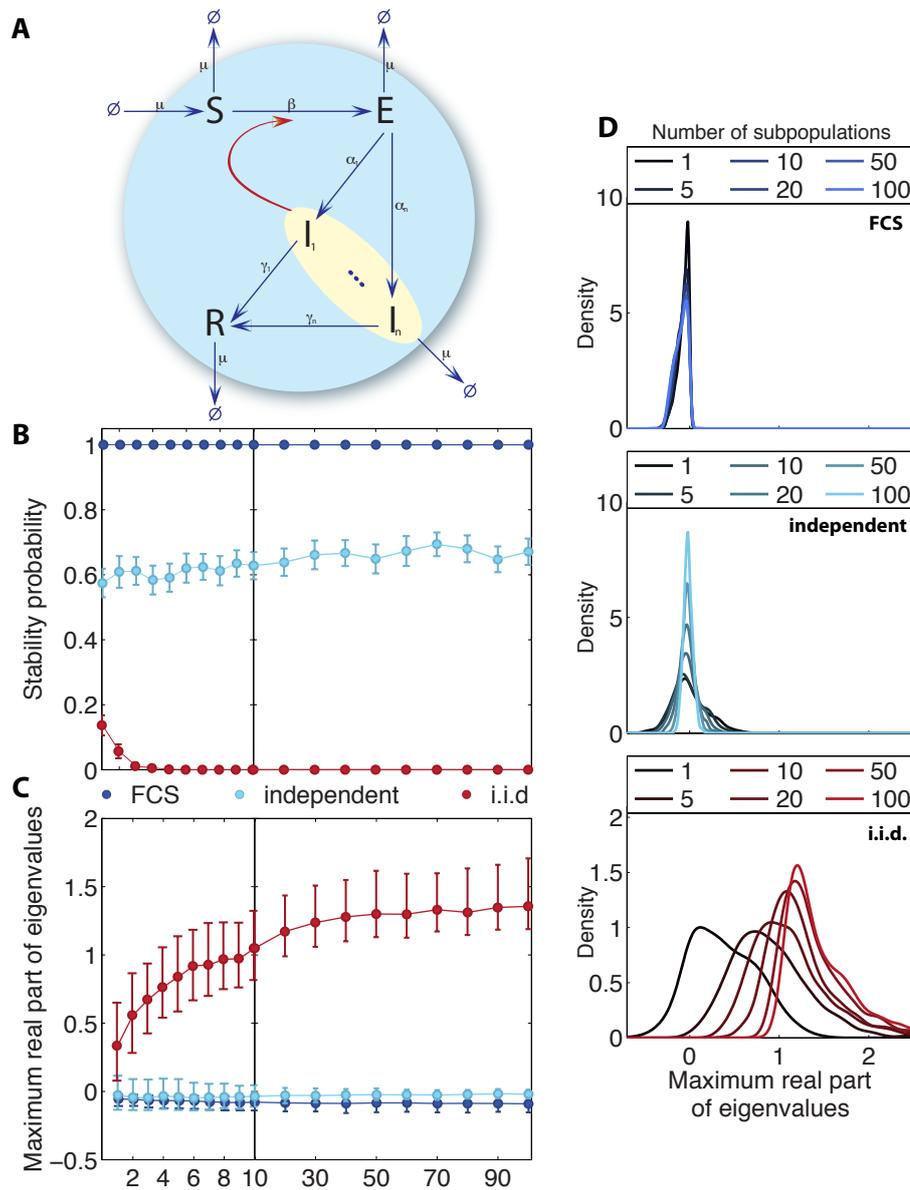 A
∅
∅
μ
μ
∅
μ
S
β
E
α₁
αₙ
I₁
γ₁
R
γₙ
Iₙ
μ
μ
∅
∅
B
Stability probability
1
0.8
0.6
0.4
0.2
0
FCS
independent
i.i.d
C
Maximum real part of eigenvalues
2
1.5
1
0.5
0
−0.5
2 4 6 8 10 30 50 70 90
D
Number of subpopulations
1 10 50
5 20 100
FCS
Density
10
5
0
1 10 50
5 20 100
independent
Density
10
5
0
1 10 50
5 20 100
i.i.d.
Density
2
1.5
1
0.5
0
0 1 2
Maximum real part
of eigenvalues